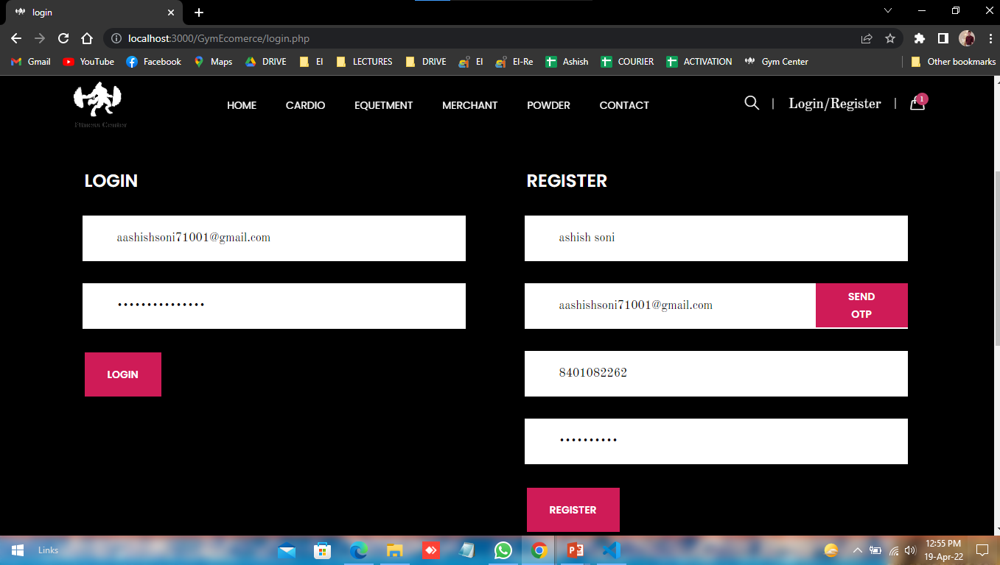 login
localhost:3000/GymEcomerce/login.php
Gmail YouTube Facebook Maps DRIVE EI LECTURES DRIVE EI EI-Re Ashish COURIER ACTIVATION Gym Center Other bookmarks
Fitness Center
HOME CARDIO EQUETMENT MERCHANT POWDER CONTACT | Login/Register | 1
LOGIN
aashishsoni71001@gmail.com
LOGIN
REGISTER
ashish soni
aashishsoni71001@gmail.com
SEND
OTP
8401082262
REGISTER
Links
12:55 PM
19-Apr-22